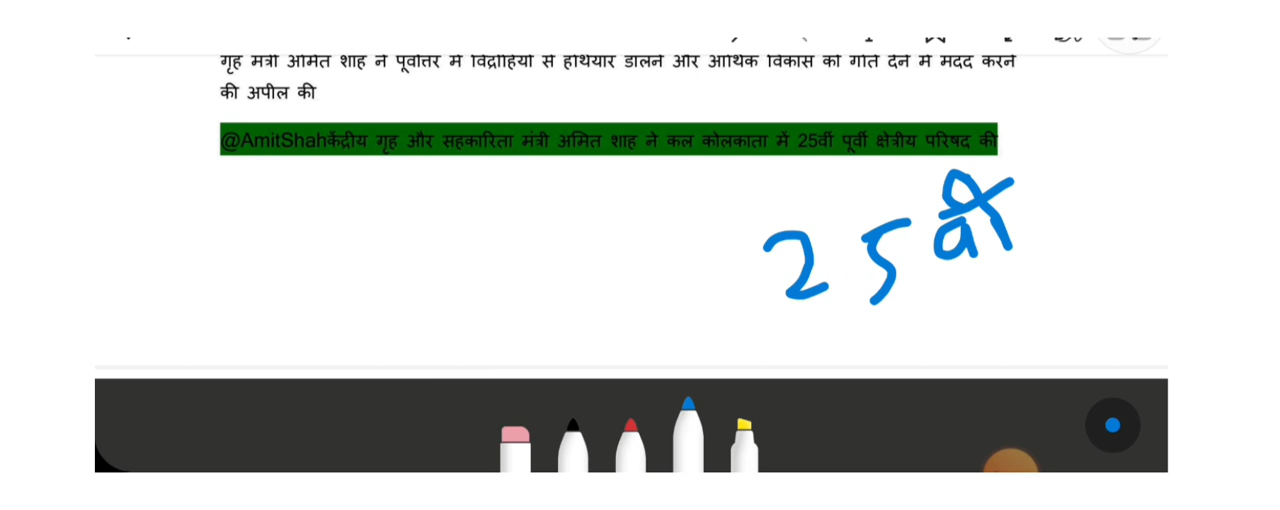 गृह मंत्री अमित शाह ने पूर्वोत्तर में विद्रोहियों से हथियार डालने और आर्थिक विकास को गति देने में मदद करने
की अपील की
@AmitShahकेंद्रीय गृह और सहकारिता मंत्री अमित शाह ने कल कोलकाता में 25वीं पूर्वी क्षेत्रीय परिषद की
25वीं